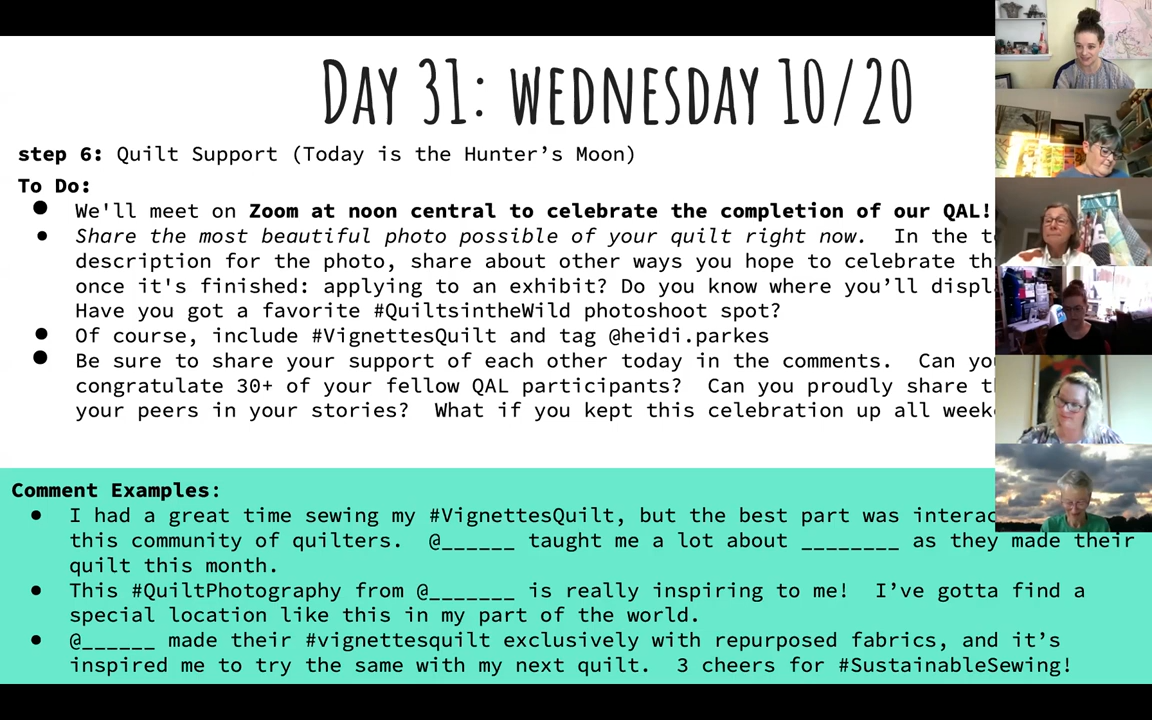 DAY 31: WEDNESDAY 10/20
step 6: Quilt Support (Today is the Hunter’s Moon)
To Do:
● We'll meet on Zoom at noon central to celebrate the completion of our QAL!
● Share the most beautiful photo possible of your quilt right now. In the
description for the photo, share about other ways you hope to celebrate
once it's finished: applying to an exhibit? Do you know where you’ll
Have you got a favorite #QuiltsintheWild photoshoot spot?
● Of course, include #VignettesQuilt and tag @heidi.parkes
● Be sure to share your support of each other today in the comments. Can
congratulate 30+ of your fellow QAL participants? Can you proudly share
your peers in your stories? What if you kept this celebration up all
Comment Examples:
● I had a great time sewing my #VignettesQuilt, but the best part was
this community of quilters. @______ taught me a lot about ________ as they made their
quilt this month.
● This #QuiltPhotography from @_______ is really inspiring to me! I’ve gotta find a
special location like this in my part of the world.
● @______ made their #vignettesquilt exclusively with repurposed fabrics, and it’s
inspired me to try the same with my next quilt. 3 cheers for #SustainableSewing!